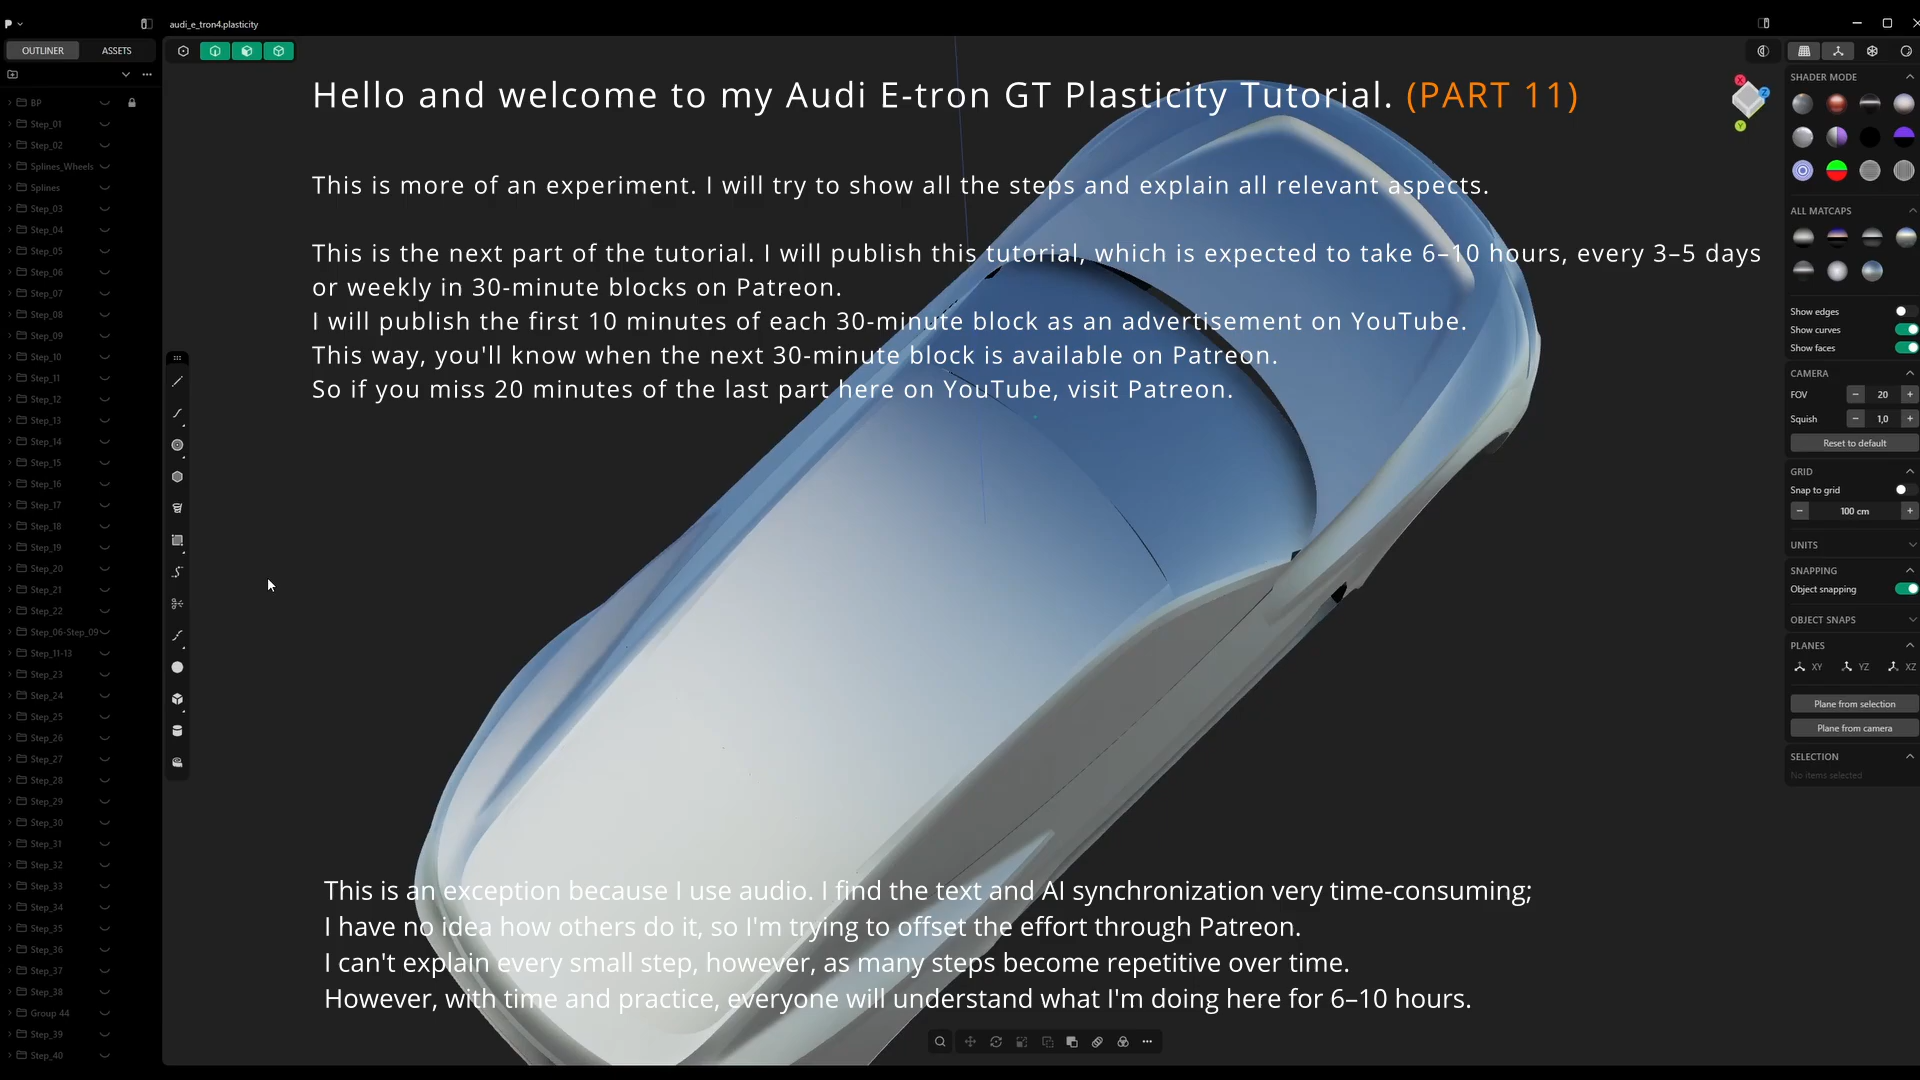 audi_e_tron4.plasticity
OUTLINER
ASSETS
BP
Step_01
Step_02
Splines_Wheels
Splines
Step_03
Step_04
Step_05
Step_06
Step_07
Step_08
Step_09
Step_10
Step_11
Step_12
Step_13
Step_14
Step_15
Step_16
Step_17
Step_18
Step_19
Step_20
Step_21
Step_22
Step_06-Step_09
Step_11-13
Step_23
Step_24
Step_25
Step_26
Step_27
Step_28
Step_29
Step_30
Step_31
Step_32
Step_33
Step_34
Step_35
Step_36
Step_37
Step_38
Group 44
Step_39
Step_40
Hello and welcome to my Audi E-tron GT Plasticity Tutorial. (PART 11)
This is more of an experiment. I will try to show all the steps and explain all relevant aspects.
This is the next part of the tutorial. I will publish this tutorial, which is expected to take 6–10 hours, every 3–5 days
or weekly in 30-minute blocks on Patreon.
I will publish the first 10 minutes of each 30-minute block as an advertisement on YouTube.
This way, you'll know when the next 30-minute block is available on Patreon.
So if you miss 20 minutes of the last part here on YouTube, visit Patreon.
This is an exception because I use audio. I find the text and AI synchronization very time-consuming;
I have no idea how others do it, so I'm trying to offset the effort through Patreon.
I can't explain every small step, however, as many steps become repetitive over time.
However, with time and practice, everyone will understand what I'm doing here for 6–10 hours.
X
Z
Y
SHADER MODE
ALL MATCAPS
Show edges
Show curves
Show faces
CAMERA
FOV
20
Squish
1,0
Reset to default
GRID
Snap to grid
100 cm
UNITS
SNAPPING
Object snapping
OBJECT SNAPS
PLANES
XY
YZ
XZ
Plane from selection
Plane from camera
SELECTION
No items selected